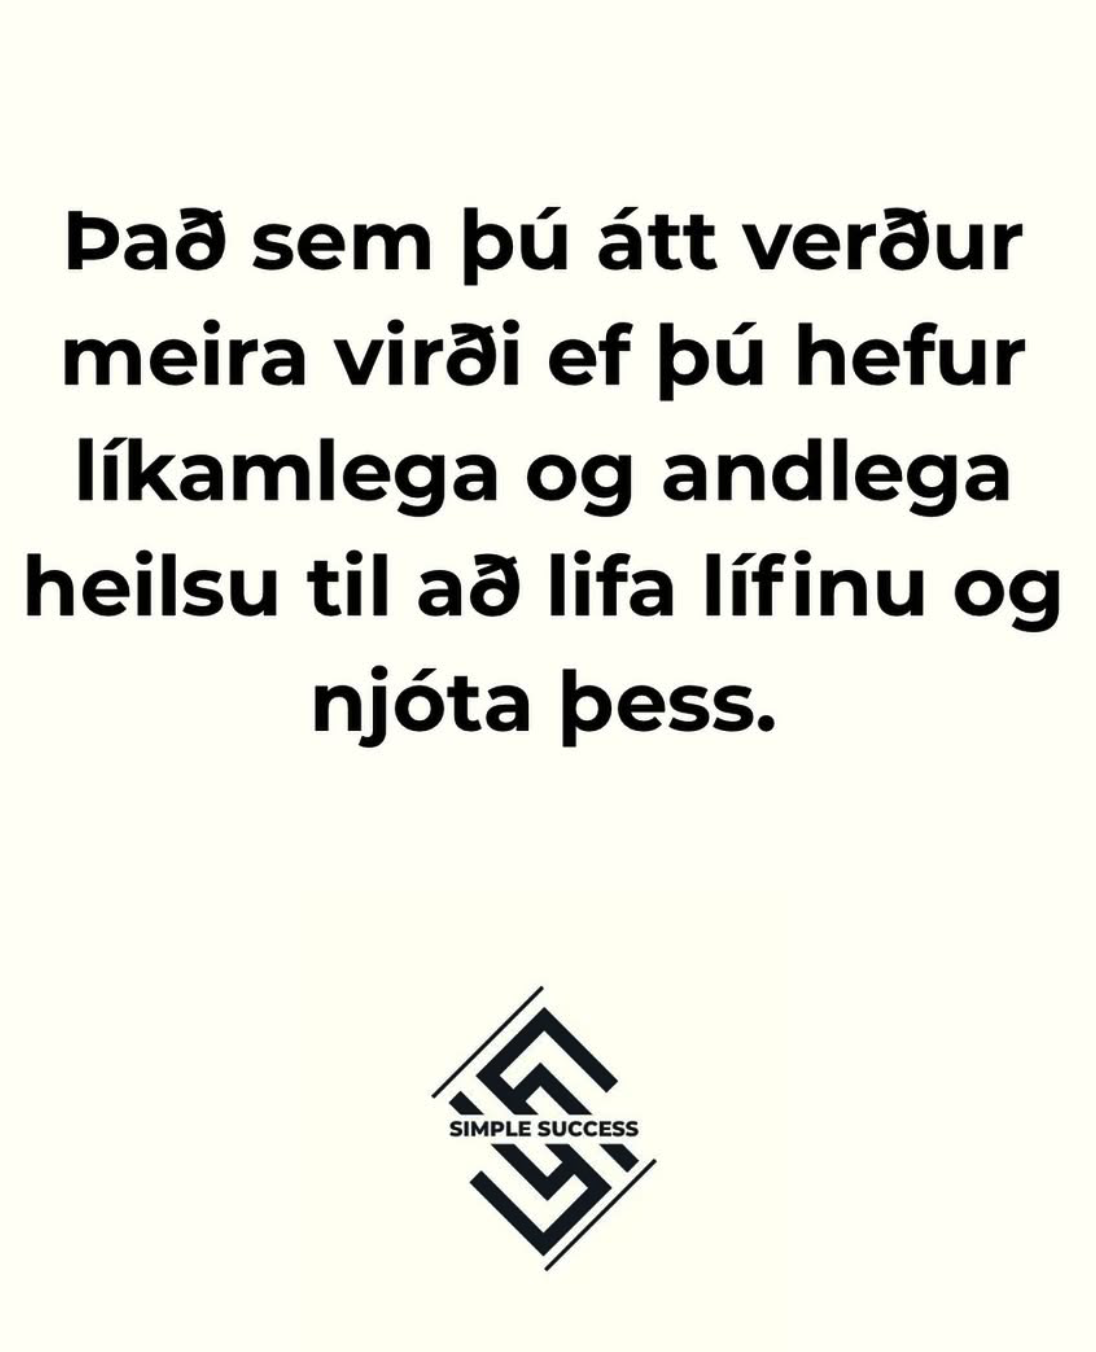 Það sem þú átt verður
meira virði ef þú hefur
líkamlega og andlega
heilsu til að lifa lífinu og
njóta þess.
SIMPLE SUCCESS